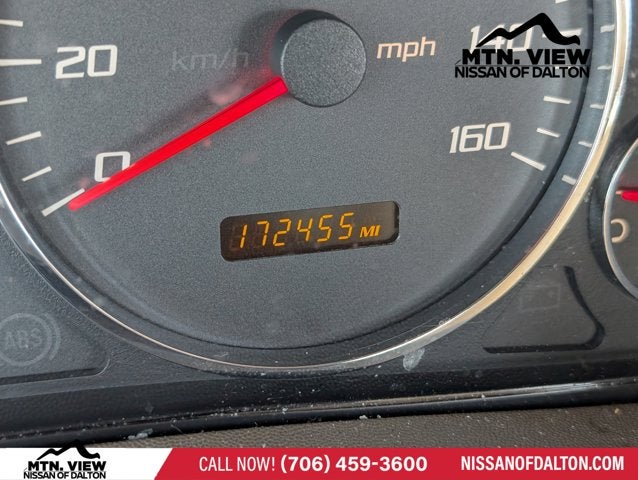 20
km/h
mph
140
160
0
172455 MI
ABS
MTN. VIEW
NISSAN OF DALTON
MTN. VIEW
NISSAN OF DALTON
CALL NOW! (706) 459-3600
NISSANOFDALTON.COM